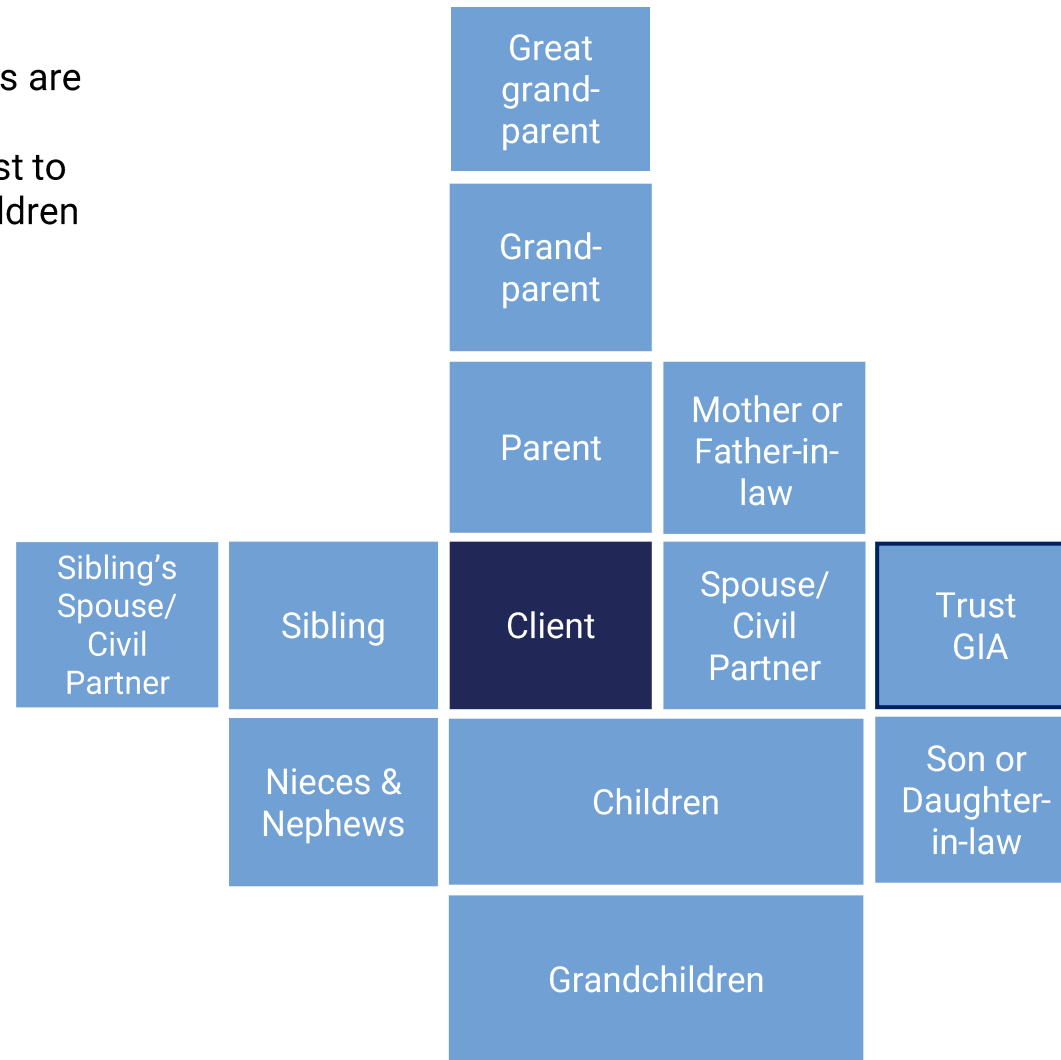 s are
st to
ldren
Great
grand-
parent
Grand-
parent
Parent
Mother or
Father-in-
law
Sibling’s
Spouse/
Civil
Partner
Sibling
Client
Spouse/
Civil
Partner
Trust
GIA
Nieces &
Nephews
Children
Son or
Daughter-
in-law
Grandchildren